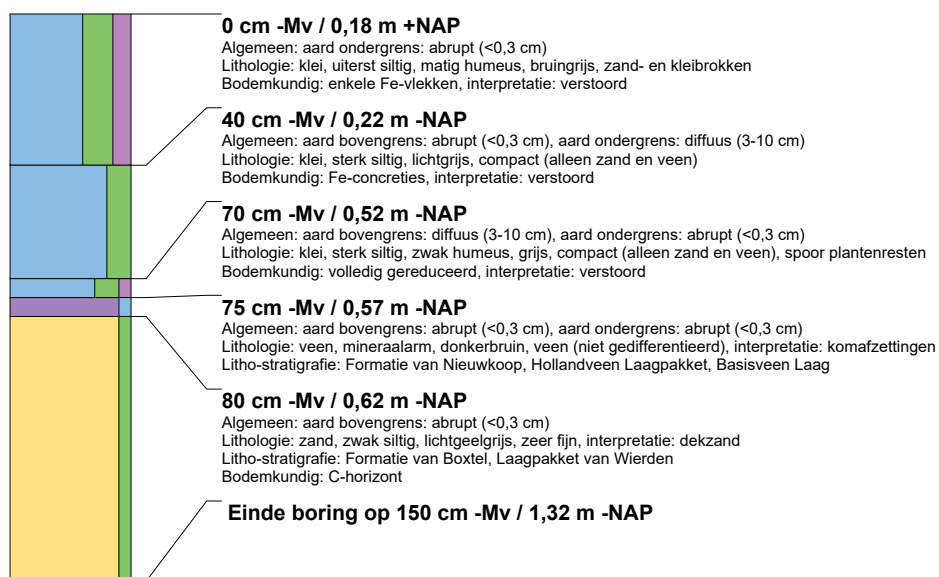 0 cm -Mv / 0,18 m +NAP
Algemeen: aard ondergrens: abrupt (<0,3 cm)
Lithologie: klei, uiterst siltig, matig humeus, bruingrijs, zand- en kleibrokken
Bodemkundig: enkele Fe-vlekken, interpretatie: verstoord
40 cm -Mv / 0,22 m -NAP
Algemeen: aard bovengrens: abrupt (<0,3 cm), aard ondergrens: diffuus (3-10 cm)
Lithologie: klei, sterk siltig, lichtgrijs, compact (alleen zand en veen)
Bodemkundig: Fe-concreties, interpretatie: verstoord
70 cm -Mv / 0,52 m -NAP
Algemeen: aard bovengrens: diffuus (3-10 cm), aard ondergrens: abrupt (<0,3 cm)
Lithologie: klei, sterk siltig, zwak humeus, grijs, compact (alleen zand en veen), spoor plantenresten
Bodemkundig: volledig gereduceerd, interpretatie: verstoord
75 cm -Mv / 0,57 m -NAP
Algemeen: aard bovengrens: abrupt (<0,3 cm), aard ondergrens: abrupt (<0,3 cm)
Lithologie: veen, mineraalarm, donkerbruin, veen (niet gedifferentieerd), interpretatie: komafzettingen
Litho-stratigrafie: Formatie van Nieuwkoop, Hollandveen Laagpakket, Basisveen Laag
80 cm -Mv / 0,62 m -NAP
Algemeen: aard bovengrens: abrupt (<0,3 cm)
Lithologie: zand, zwak siltig, lichtgeelgrijs, zeer fijn, interpretatie: dekzand
Litho-stratigrafie: Formatie van Boxtel, Laagpakket van Wierden
Bodemkundig: C-horizont
Einde boring op 150 cm -Mv / 1,32 m -NAP